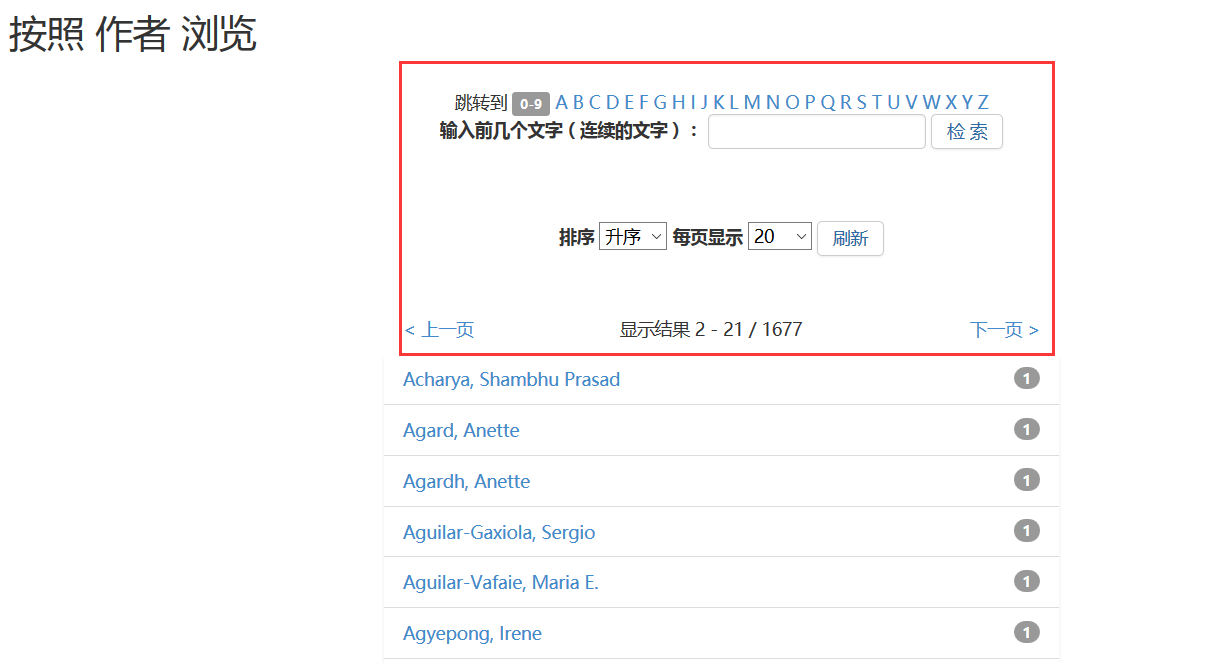 按照 作者 浏览
跳转到 0-9 A B C D E F G H I J K L M N O P Q R S T U V W X Y Z
输入前几个文字（连续的文字）： 检 索
排序 升序 每页显示 20 刷新
< 上一页 显示结果 2 - 21 / 1677 下一页 >
Acharya, Shambhu Prasad 1
Agard, Anette 1
Agardh, Anette 1
Aguilar-Gaxiola, Sergio 1
Aguilar-Vafaie, Maria E. 1
Agyepong, Irene 1